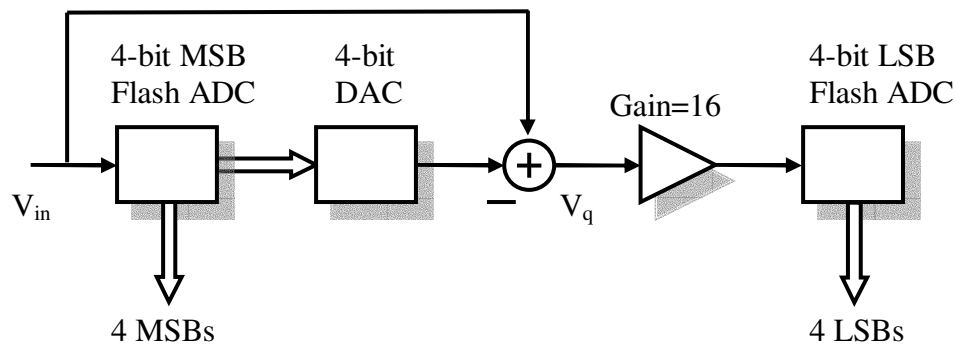 4-bit MSB
Flash ADC
4-bit
DAC
4-bit LSB
Flash ADC
Gain=16
+
−
V_in
V_q
4 MSBs
4 LSBs